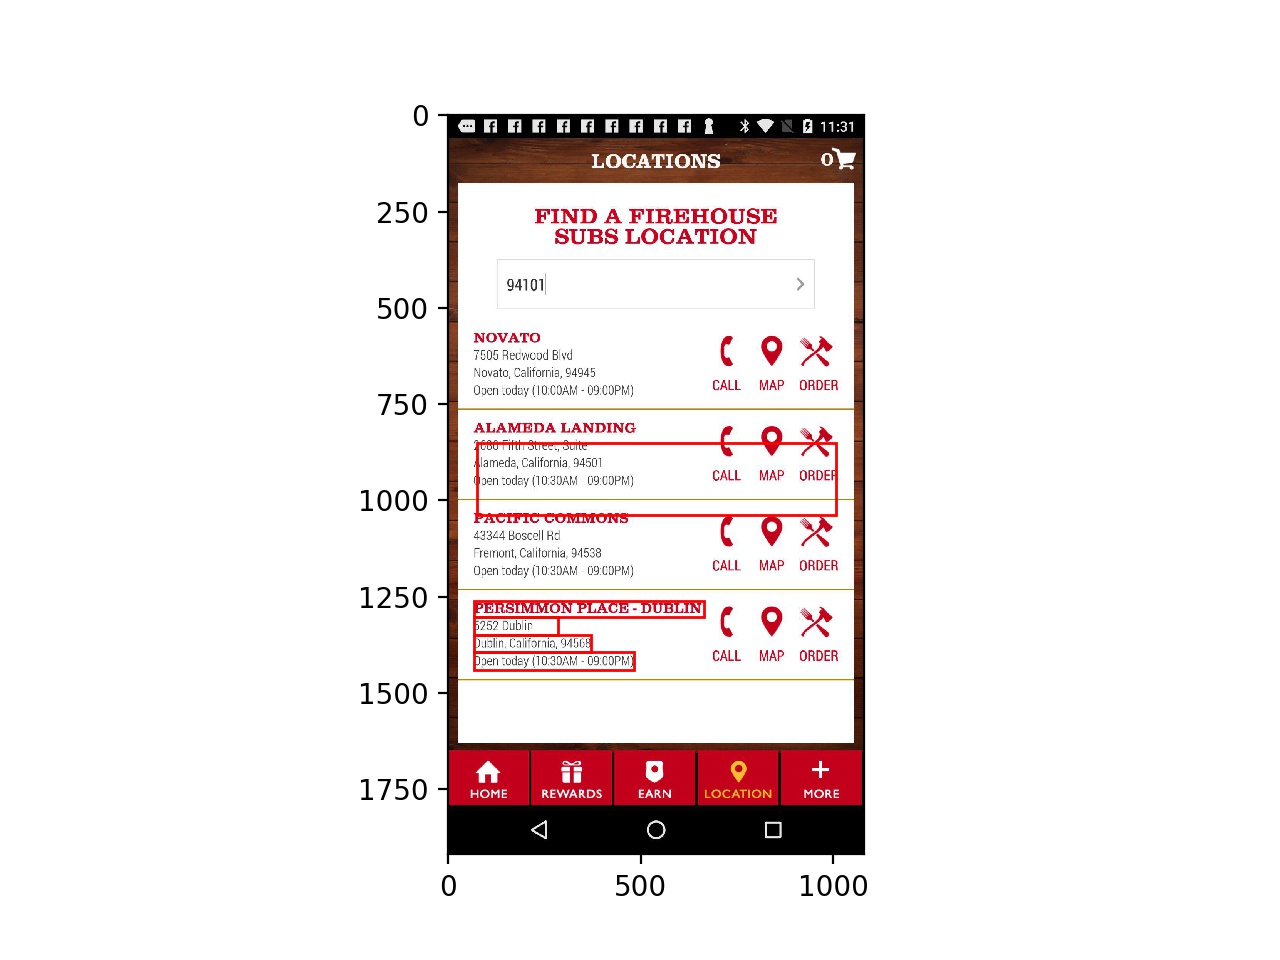 0
250
500
750
1000
1250
1500
1750
0 500 1000
11:31
LOCATIONS
0
FIND A FIREHOUSE
SUBS LOCATION
94101
NOVATO
7505 Redwood Blvd
Novato, California, 94945
Open today (10:00AM - 09:00PM)
CALL MAP ORDER
ALAMEDA LANDING
2680 Fifth Street, Suite
Alameda, California, 94501
Open today (10:30AM - 09:00PM)
CALL MAP ORDER
PACIFIC COMMONS
43344 Boscell Rd
Fremont, California, 94538
Open today (10:30AM - 09:00PM)
CALL MAP ORDER
PERSIMMON PLACE - DUBLIN
5252 Dublin
Dublin, California, 94568
Open today (10:30AM - 09:00PM)
CALL MAP ORDER
HOME REWARDS EARN LOCATION MORE